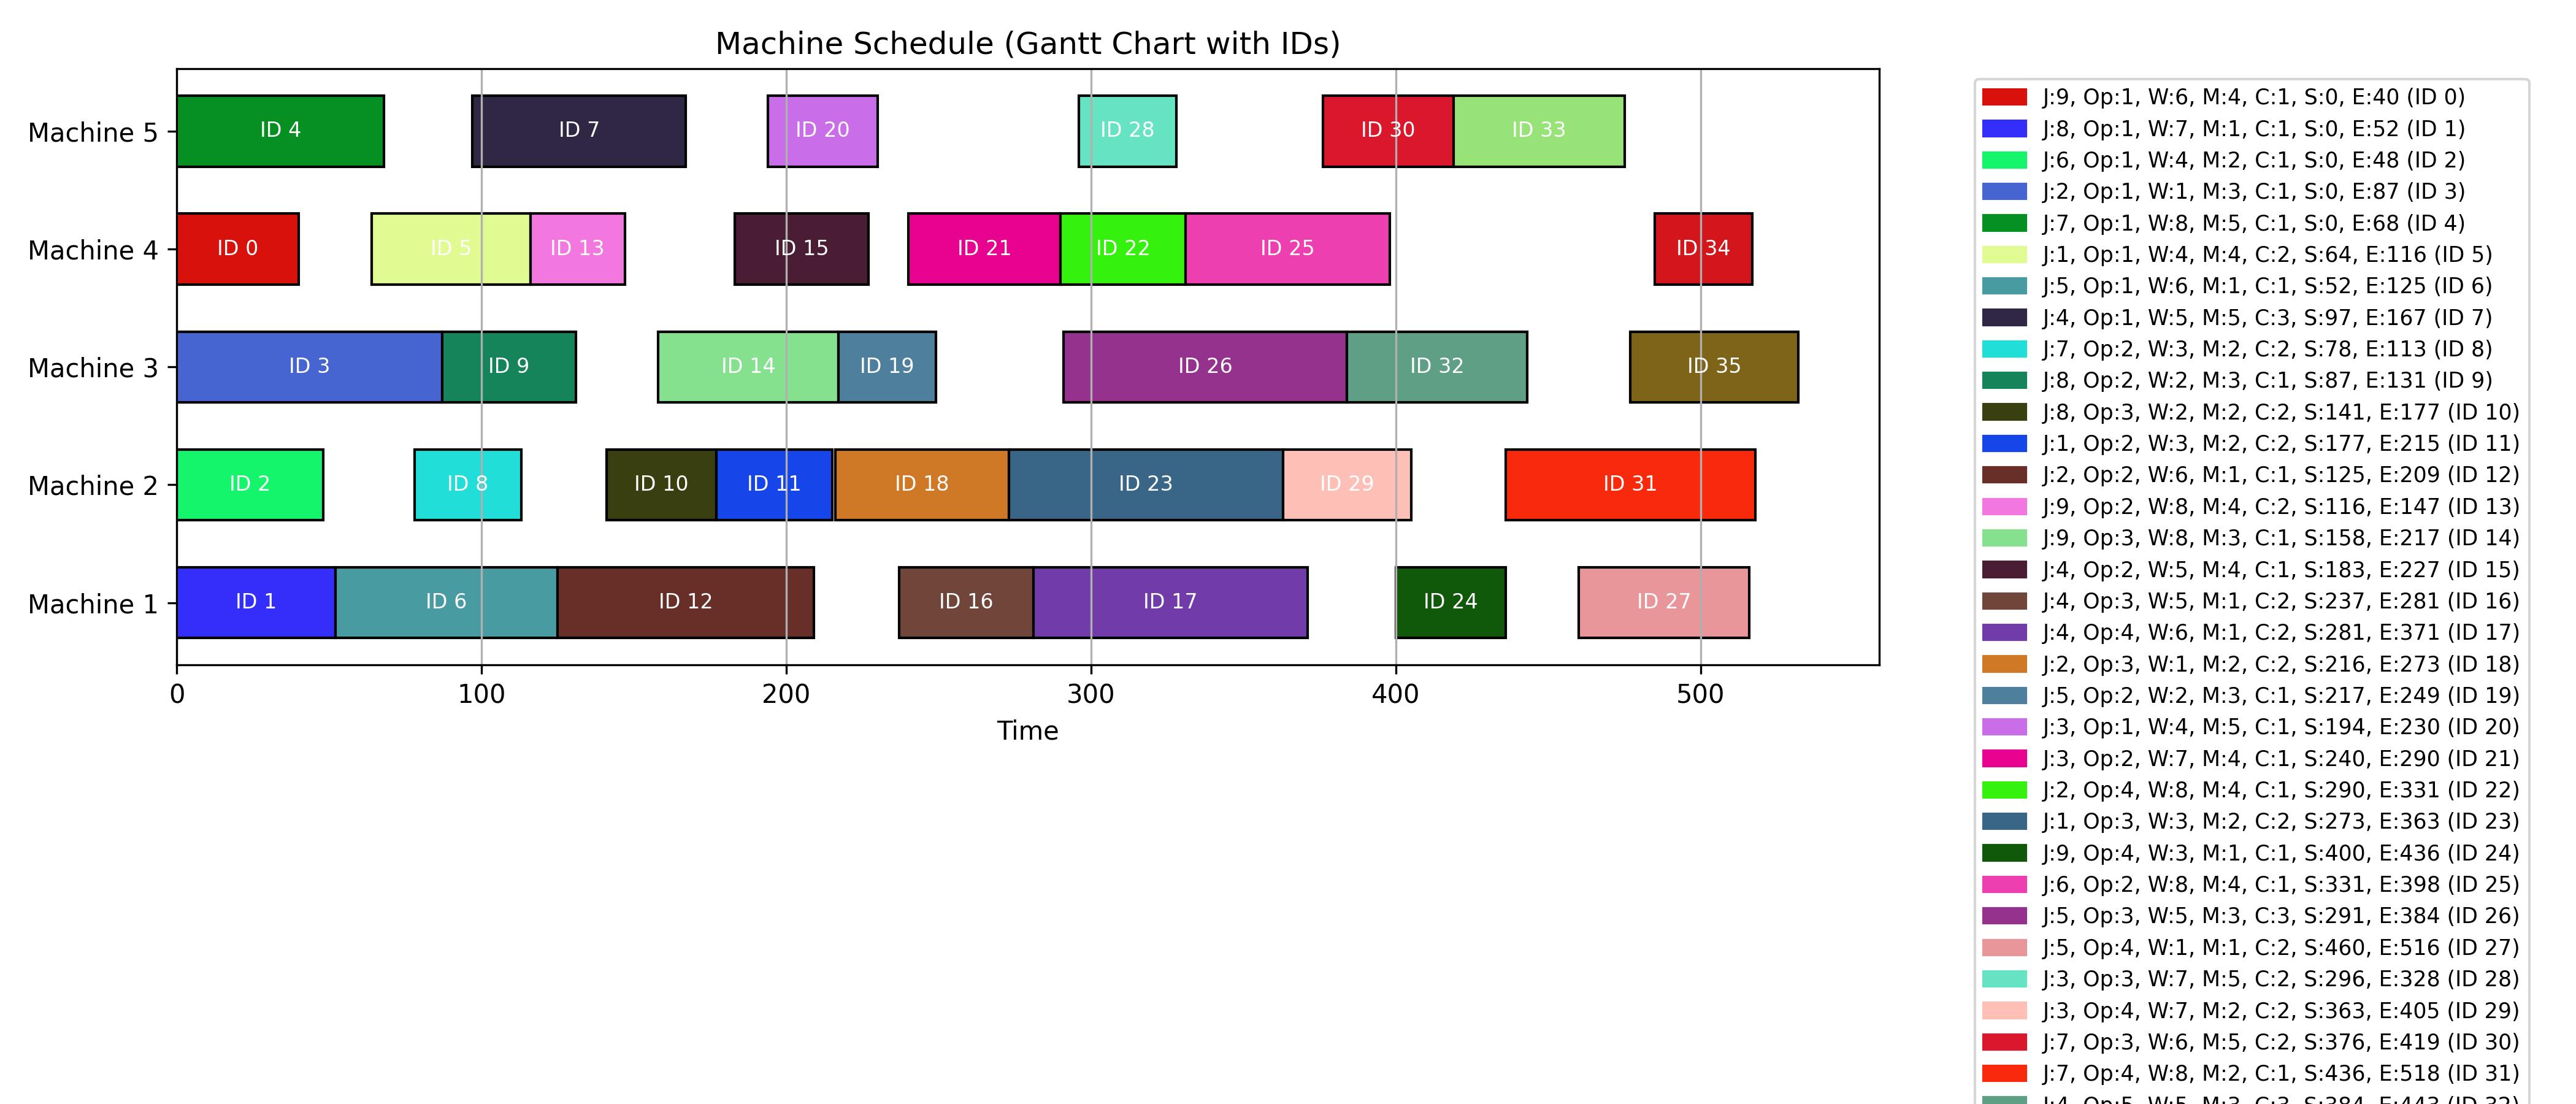 Machine Schedule (Gantt Chart with IDs)
Machine 5
ID 4
ID 7
ID 20
ID 28
ID 30
ID 33
Machine 4
ID 0
ID 5
ID 13
ID 15
ID 21
ID 22
ID 25
ID 34
Machine 3
ID 3
ID 9
ID 14
ID 19
ID 26
ID 32
ID 35
Machine 2
ID 2
ID 8
ID 10
ID 11
ID 18
ID 23
ID 29
ID 31
Machine 1
ID 1
ID 6
ID 12
ID 16
ID 17
ID 24
ID 27
0 100 200 300 400 500
Time
J:9, Op:1, W:6, M:4, C:1, S:0, E:40 (ID 0)
J:8, Op:1, W:7, M:1, C:1, S:0, E:52 (ID 1)
J:6, Op:1, W:4, M:2, C:1, S:0, E:48 (ID 2)
J:2, Op:1, W:1, M:3, C:1, S:0, E:87 (ID 3)
J:7, Op:1, W:8, M:5, C:1, S:0, E:68 (ID 4)
J:1, Op:1, W:4, M:4, C:2, S:64, E:116 (ID 5)
J:5, Op:1, W:6, M:1, C:1, S:52, E:125 (ID 6)
J:4, Op:1, W:5, M:5, C:3, S:97, E:167 (ID 7)
J:7, Op:2, W:3, M:2, C:2, S:78, E:113 (ID 8)
J:8, Op:2, W:2, M:3, C:1, S:87, E:131 (ID 9)
J:8, Op:3, W:2, M:2, C:2, S:141, E:177 (ID 10)
J:1, Op:2, W:3, M:2, C:2, S:177, E:215 (ID 11)
J:2, Op:2, W:6, M:1, C:1, S:125, E:209 (ID 12)
J:9, Op:2, W:8, M:4, C:2, S:116, E:147 (ID 13)
J:9, Op:3, W:8, M:3, C:1, S:158, E:217 (ID 14)
J:4, Op:2, W:5, M:4, C:1, S:183, E:227 (ID 15)
J:4, Op:3, W:5, M:1, C:2, S:237, E:281 (ID 16)
J:4, Op:4, W:6, M:1, C:2, S:281, E:371 (ID 17)
J:2, Op:3, W:1, M:2, C:2, S:216, E:273 (ID 18)
J:5, Op:2, W:2, M:3, C:1, S:217, E:249 (ID 19)
J:3, Op:1, W:4, M:5, C:1, S:194, E:230 (ID 20)
J:3, Op:2, W:7, M:4, C:1, S:240, E:290 (ID 21)
J:2, Op:4, W:8, M:4, C:1, S:290, E:331 (ID 22)
J:1, Op:3, W:3, M:2, C:2, S:273, E:363 (ID 23)
J:9, Op:4, W:3, M:1, C:1, S:400, E:436 (ID 24)
J:6, Op:2, W:8, M:4, C:1, S:331, E:398 (ID 25)
J:5, Op:3, W:5, M:3, C:3, S:291, E:384 (ID 26)
J:5, Op:4, W:1, M:1, C:2, S:460, E:516 (ID 27)
J:3, Op:3, W:7, M:5, C:2, S:296, E:328 (ID 28)
J:3, Op:4, W:7, M:2, C:2, S:363, E:405 (ID 29)
J:7, Op:3, W:6, M:5, C:2, S:376, E:419 (ID 30)
J:7, Op:4, W:8, M:2, C:1, S:436, E:518 (ID 31)